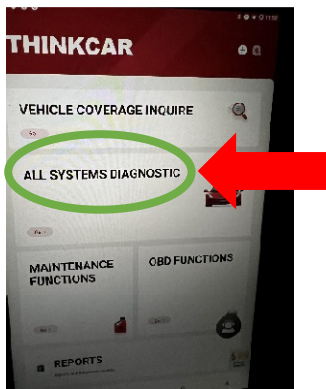 THINKCAR
VEHICLE COVERAGE INQUIRE
ALL SYSTEMS DIAGNOSTIC
MAINTENANCE
FUNCTIONS
OBD FUNCTIONS
REPORTS